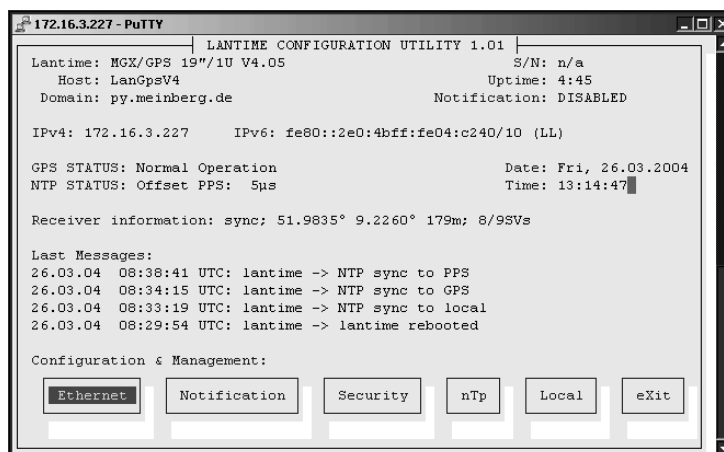 172.16.3.227 - PuTTY
LANTIME CONFIGURATION UTILITY 1.01
Lantime: MGX/GPS 19"/1U V4.05 S/N: n/a
Host: LanGpsV4 Uptime: 4:45
Domain: py.meinberg.de Notification: DISABLED
IPv4: 172.16.3.227 IPv6: fe80::2e0:4bff:fe04:c240/10 (LL)
GPS STATUS: Normal Operation Date: Fri, 26.03.2004
NTP STATUS: Offset PPS: 5µs Time: 13:14:47
Receiver information: sync; 51.9835° 9.2260° 179m; 8/9SVs
Last Messages:
26.03.04 08:38:41 UTC: lantime -> NTP sync to PPS
26.03.04 08:34:15 UTC: lantime -> NTP sync to GPS
26.03.04 08:33:19 UTC: lantime -> NTP sync to local
26.03.04 08:29:54 UTC: lantime -> lantime rebooted
Configuration & Management:
Ethernet Notification Security nTp Local eXit